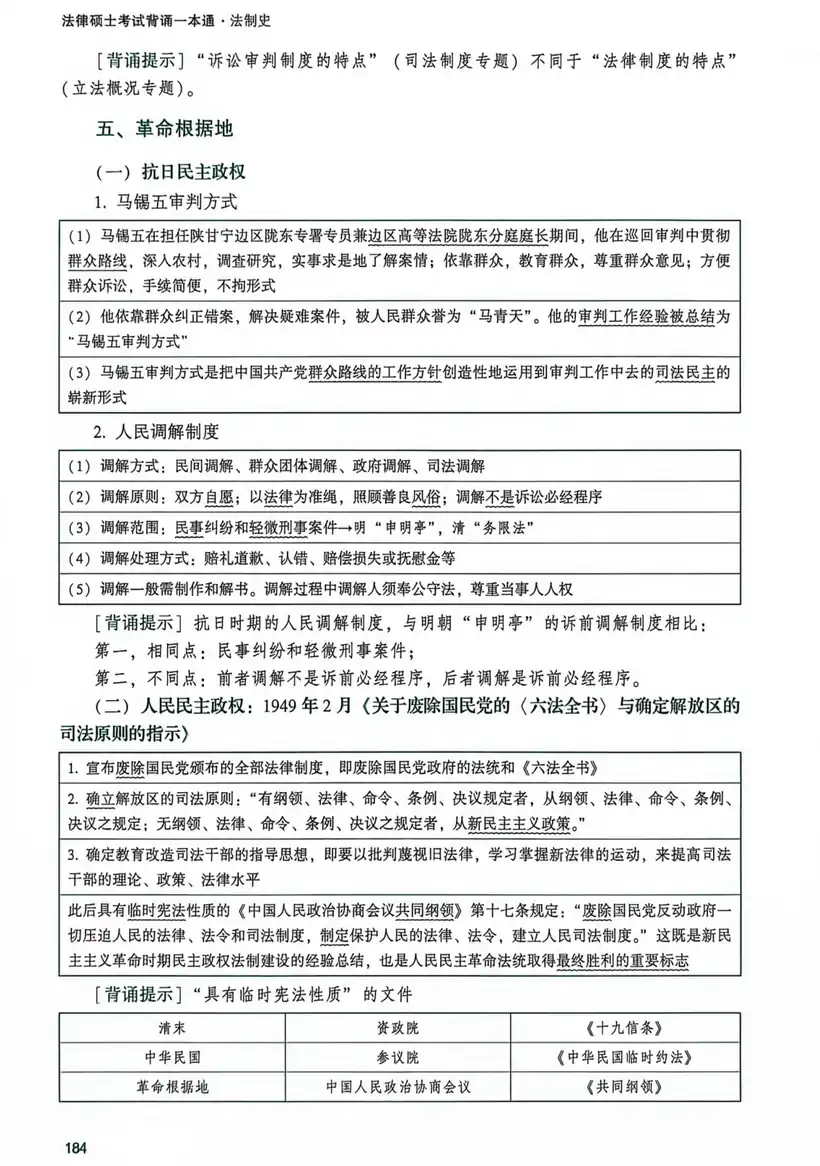 法律硕士考试背诵一本通·法制史
[背诵提示]“诉讼审判制度的特点”（司法制度专题）不同于“法律制度的特点”
（立法概况专题）。
五、革命根据地
（一）抗日民主政权
1. 马锡五审判方式
（1）马锡五在担任陕甘宁边区陇东专署专员兼边区高等法院陇东分庭庭长期间，他在巡回审判中贯彻
群众路线，深入农村，调查研究，实事求是地了解案情；依靠群众，教育群众，尊重群众意见；方便
群众诉讼，手续简便，不拘形式
（2）他依靠群众纠正错案，解决疑难案件，被人民群众誉为“马青天”。他的审判工作经验被总结为
“马锡五审判方式”
（3）马锡五审判方式是把中国共产党群众路线的工作方针创造性地运用到审判工作中去的司法民主的
崭新形式
2. 人民调解制度
（1）调解方式：民间调解、群众团体调解、政府调解、司法调解
（2）调解原则：双方自愿；以法律为准绳，照顾善良风俗；调解不是诉讼必经程序
（3）调解范围：民事纠纷和轻微刑事案件→明“申明亭”，清“务限法”
（4）调解处理方式：赔礼道歉、认错、赔偿损失或抚慰金等
（5）调解一般需制作和解书。调解过程中调解人须奉公守法，尊重当事人人权
[背诵提示]抗日时期的人民调解制度，与明朝“申明亭”的诉前调解制度相比：
第一，相同点：民事纠纷和轻微刑事案件；
第二，不同点：前者调解不是诉前必经程序，后者调解是诉前必经程序。
（二）人民民主政权：1949年2月《关于废除国民党的〈六法全书〉与确定解放区的
司法原则的指示》
1. 宣布废除国民党颁布的全部法律制度，即废除国民党政府的法统和《六法全书》
2. 确立解放区的司法原则：“有纲领、法律、命令、条例、决议规定者，从纲领、法律、命令、条例、
决议之规定；无纲领、法律、命令、条例、决议之规定者，从新民主主义政策。”
3. 确定教育改造司法干部的指导思想，即要以批判蔑视旧法律，学习掌握新法律的运动，来提高司法
干部的理论、政策、法律水平
此后具有临时宪法性质的《中国人民政治协商会议共同纲领》第十七条规定：“废除国民党反动政府一
切压迫人民的法律、法令和司法制度，制定保护人民的法律、法令，建立人民司法制度。”这既是新民
主主义革命时期民主政权法制建设的经验总结，也是人民民主革命法统取得最终胜利的重要标志
[背诵提示]“具有临时宪法性质”的文件
清末 资政院 《十九信条》
中华民国 参议院 《中华民国临时约法》
革命根据地 中国人民政治协商会议 《共同纲领》
184